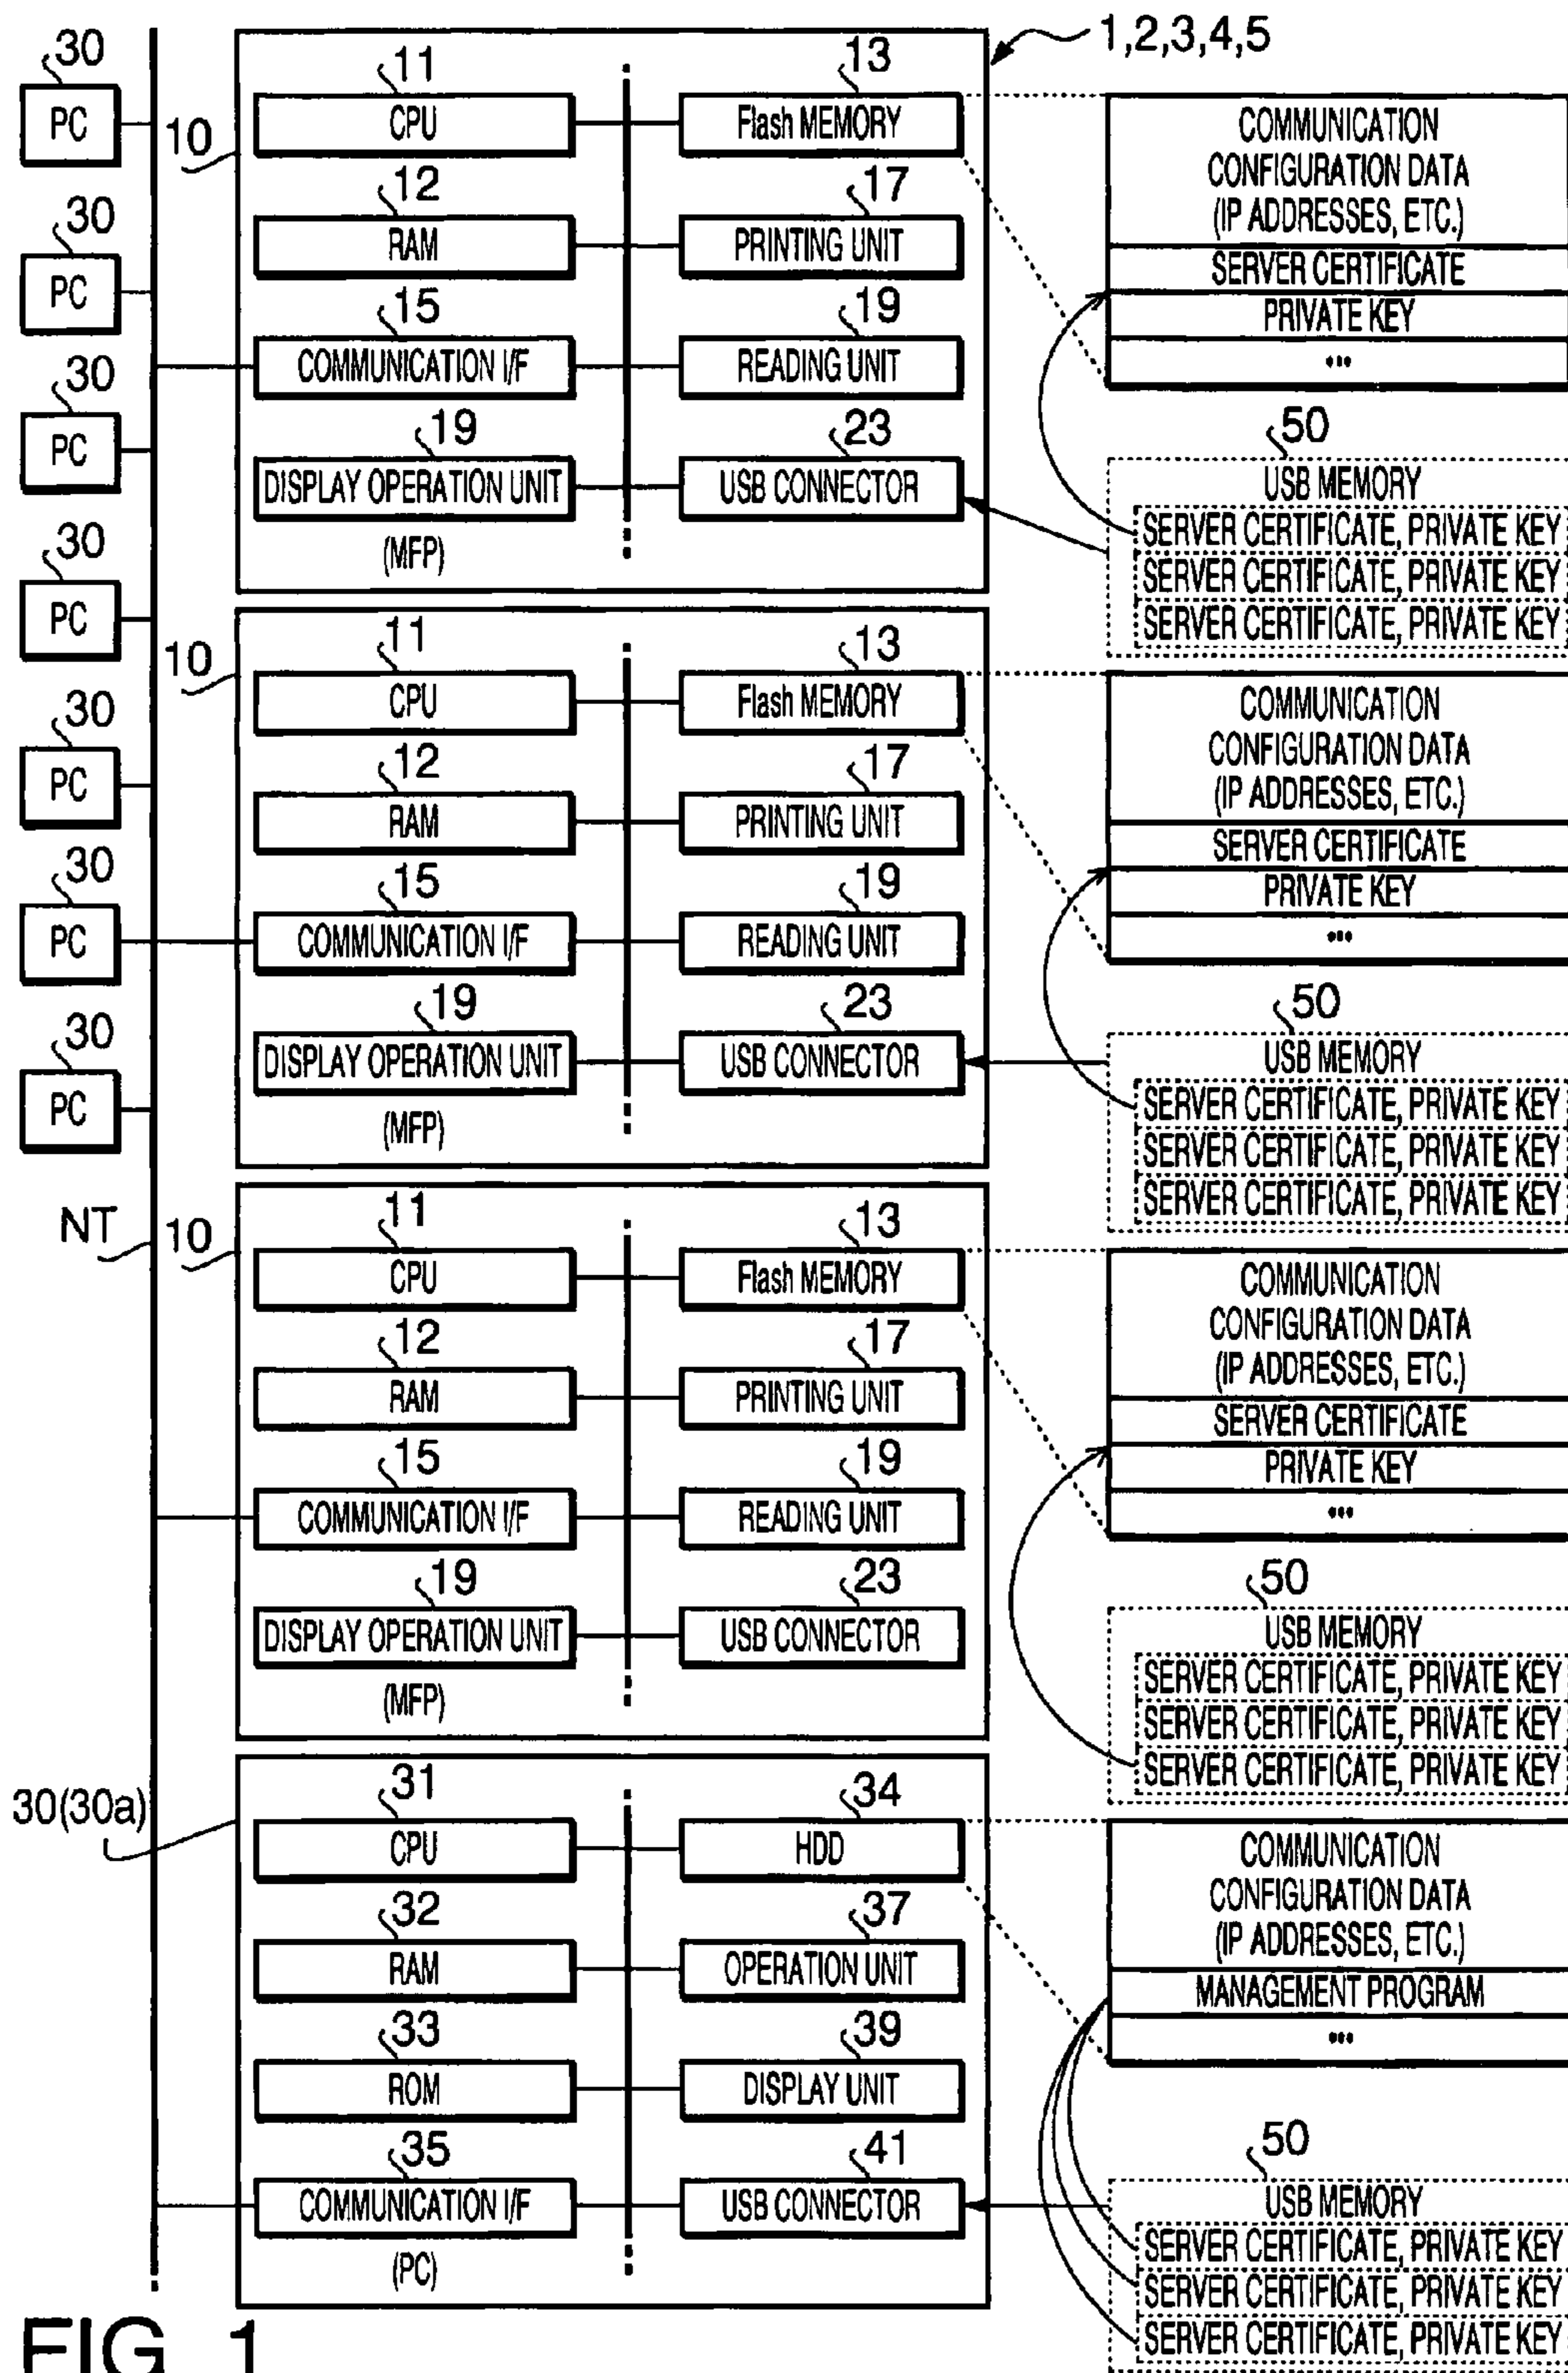 1,2,3,4,5
30
PC
30
PC
30
PC
30
PC
30
PC
30
PC
30
PC
NT
10
11
CPU
13
Flash MEMORY
12
RAM
17
PRINTING UNIT
15
COMMUNICATION I/F
19
READING UNIT
19
DISPLAY OPERATION UNIT
23
USB CONNECTOR
(MFP)
COMMUNICATION
CONFIGURATION DATA
(IP ADDRESSES, ETC.)
SERVER CERTIFICATE
PRIVATE KEY
...
50
USB MEMORY
SERVER CERTIFICATE, PRIVATE KEY
SERVER CERTIFICATE, PRIVATE KEY
SERVER CERTIFICATE, PRIVATE KEY
10
11
CPU
13
Flash MEMORY
12
RAM
17
PRINTING UNIT
15
COMMUNICATION I/F
19
READING UNIT
19
DISPLAY OPERATION UNIT
23
USB CONNECTOR
(MFP)
COMMUNICATION
CONFIGURATION DATA
(IP ADDRESSES, ETC.)
SERVER CERTIFICATE
PRIVATE KEY
...
50
USB MEMORY
SERVER CERTIFICATE, PRIVATE KEY
SERVER CERTIFICATE, PRIVATE KEY
SERVER CERTIFICATE, PRIVATE KEY
10
11
CPU
13
Flash MEMORY
12
RAM
17
PRINTING UNIT
15
COMMUNICATION I/F
19
READING UNIT
19
DISPLAY OPERATION UNIT
23
USB CONNECTOR
(MFP)
COMMUNICATION
CONFIGURATION DATA
(IP ADDRESSES, ETC.)
SERVER CERTIFICATE
PRIVATE KEY
...
50
USB MEMORY
SERVER CERTIFICATE, PRIVATE KEY
SERVER CERTIFICATE, PRIVATE KEY
SERVER CERTIFICATE, PRIVATE KEY
30(30a)
31
CPU
34
HDD
32
RAM
37
OPERATION UNIT
33
ROM
39
DISPLAY UNIT
35
COMMUNICATION I/F
41
USB CONNECTOR
(PC)
COMMUNICATION
CONFIGURATION DATA
(IP ADDRESSES, ETC.)
MANAGEMENT PROGRAM
...
50
USB MEMORY
SERVER CERTIFICATE, PRIVATE KEY
SERVER CERTIFICATE, PRIVATE KEY
SERVER CERTIFICATE, PRIVATE KEY
FIG. 1